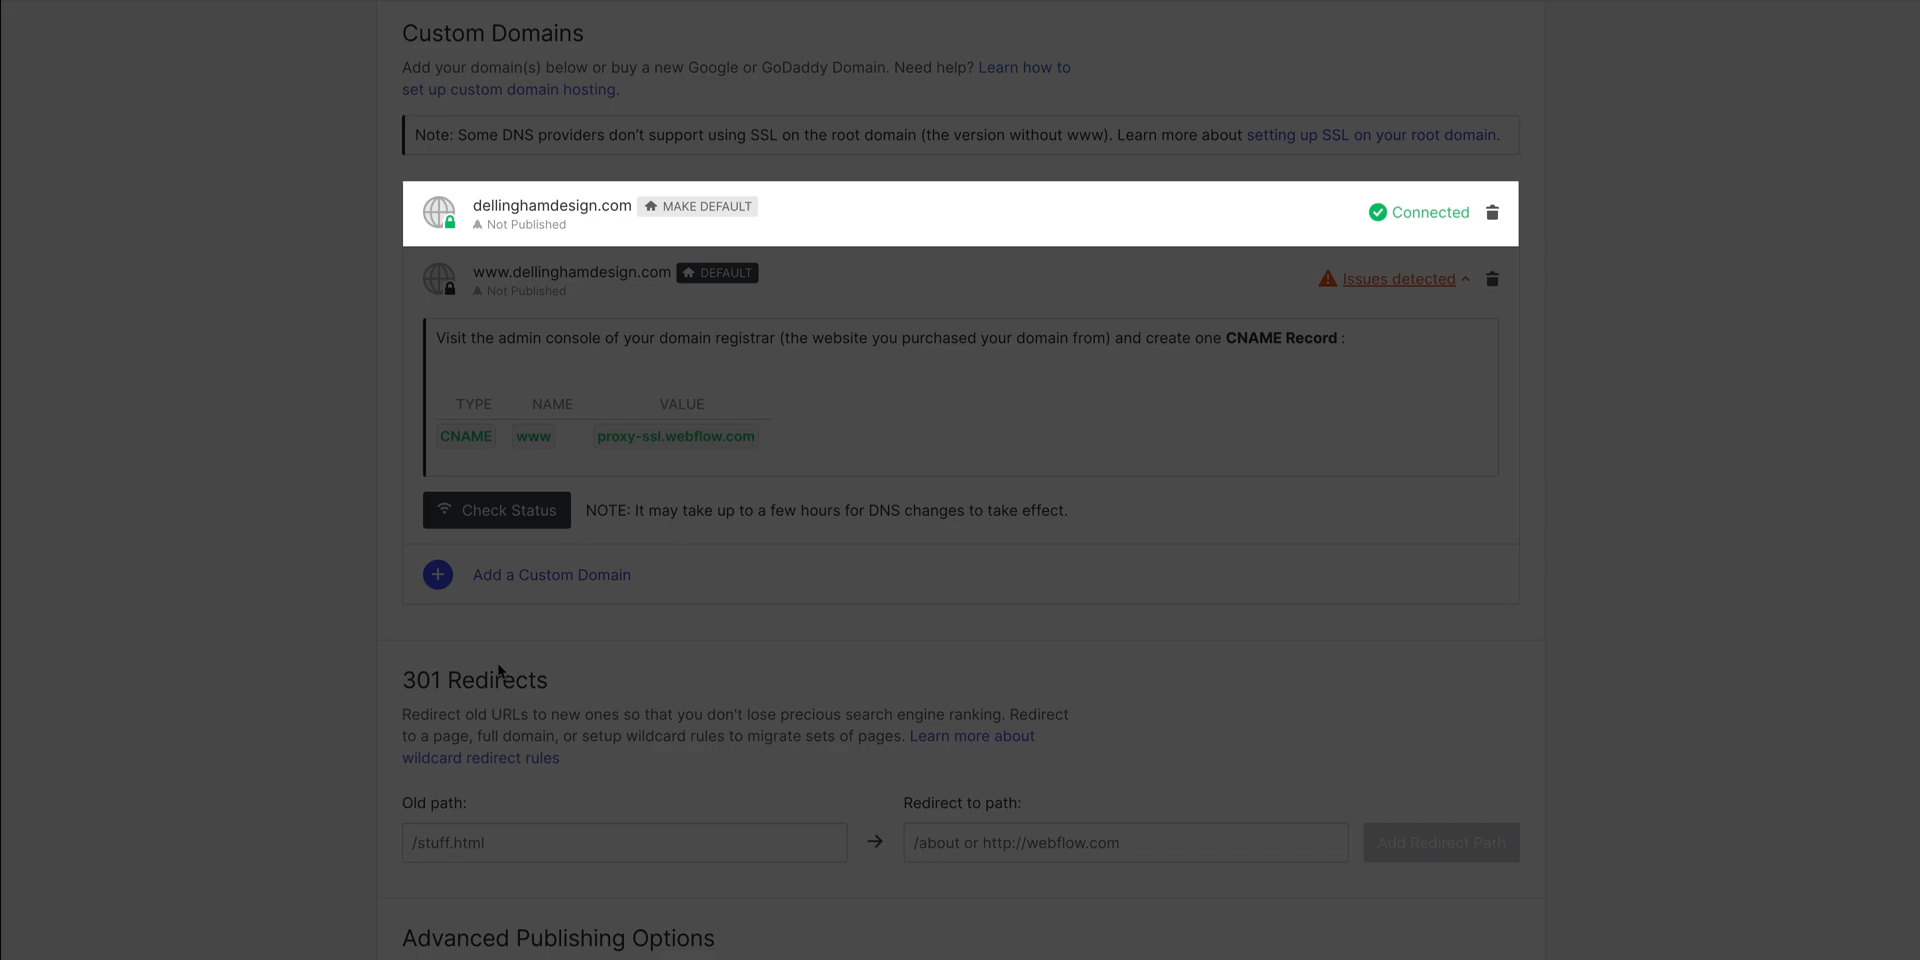 Custom Domains
Add your domain(s) below or buy a new Google or GoDaddy Domain. Need help? Learn how to
set up custom domain hosting.
Note: Some DNS providers don't support using SSL on the root domain (the version without www). Learn more about setting up SSL on your root domain.
dellinghamdesign.com MAKE DEFAULT
Not Published
Connected
www.dellinghamdesign.com DEFAULT
Not Published
Issues detected
Visit the admin console of your domain registrar (the website you purchased your domain from) and create one CNAME Record :
TYPE NAME VALUE
CNAME www proxy-ssl.webflow.com
Check Status NOTE: It may take up to a few hours for DNS changes to take effect.
Add a Custom Domain
301 Redirects
Redirect old URLs to new ones so that you don't lose precious search engine ranking. Redirect
to a page, full domain, or setup wildcard rules to migrate sets of pages. Learn more about
wildcard redirect rules
Old path: Redirect to path:
/stuff.html /about or http://webflow.com Add Redirect Path
Advanced Publishing Options